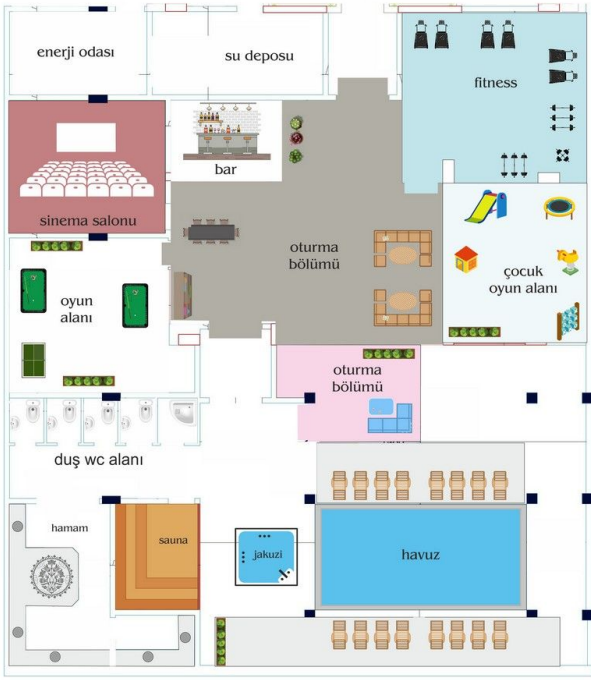 enerji odası
su deposu
fitness
bar
sinema salonu
oturma
bölümü
çocuk
oyun alanı
oyun
alanı
oturma
bölümü
duş wc alanı
hamam
sauna
jakuzi
havuz